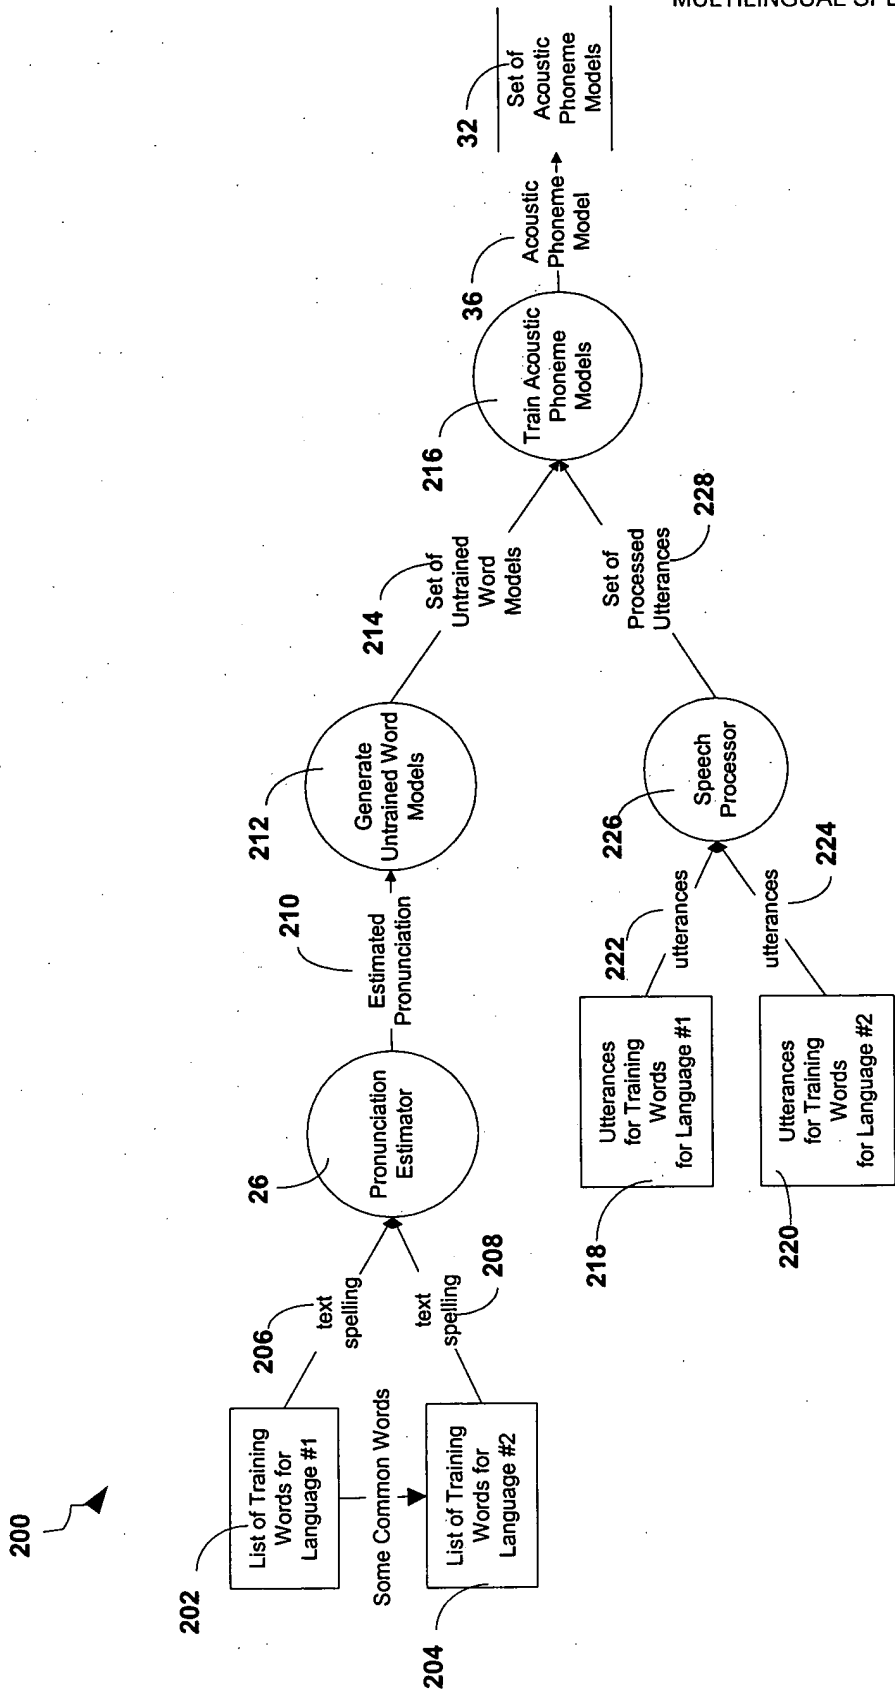 MULTILINGUAL SPE
200
202
List of Training
Words for
Language #1
Some Common Words
204
List of Training
Words for
Language #2
206
text
spelling
208
text
spelling
26
Pronunciation
Estimator
210
Estimated
Pronunciation
212
Generate
Untrained Word
Models
214
Set of
Untrained
Word
Models
218
Utterances
for Training
Words
for Language #1
220
Utterances
for Training
Words
for Language #2
222
utterances
224
utterances
226
Speech
Processor
228
Set of
Processed
Utterances
216
Train Acoustic
Phoneme
Models
36
Acoustic
Phoneme
Model
32
Set of
Acoustic
Phoneme
Models